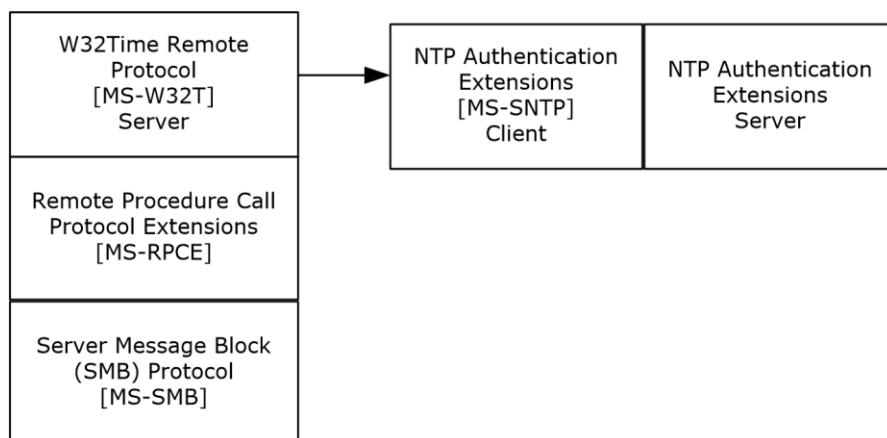 W32Time Remote
Protocol
[MS-W32T]
Server
NTP Authentication
Extensions
[MS-SNTP]
Client
NTP Authentication
Extensions
Server
Remote Procedure Call
Protocol Extensions
[MS-RPCE]
Server Message Block
(SMB) Protocol
[MS-SMB]